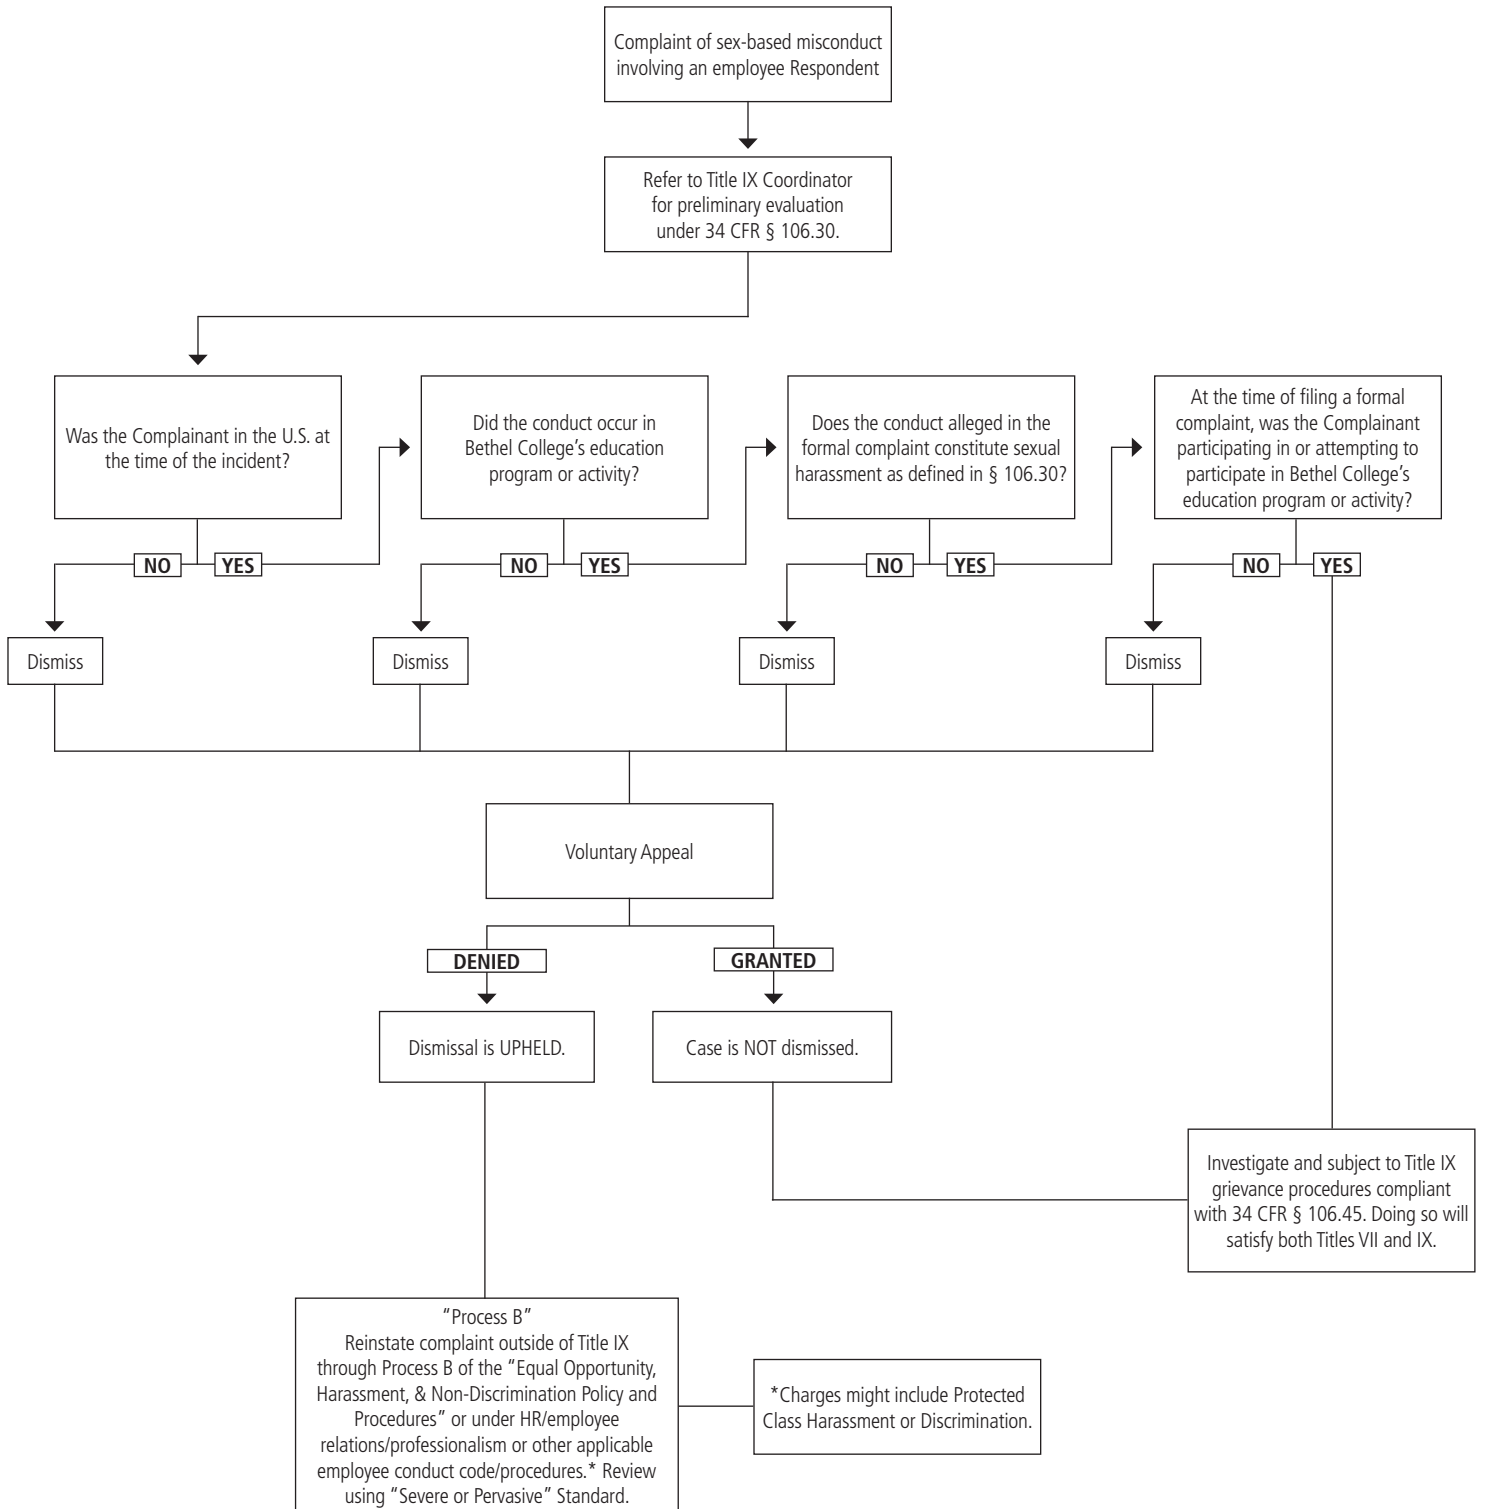 Complaint of sex-based misconduct
involving an employee Respondent
Refer to Title IX Coordinator
for preliminary evaluation
under 34 CFR § 106.30.
Was the Complainant in the U.S. at
the time of the incident?
Did the conduct occur in
Bethel College’s education
program or activity?
Does the conduct alleged in the
formal complaint constitute sexual
harassment as defined in § 106.30?
At the time of filing a formal
complaint, was the Complainant
participating in or attempting to
participate in Bethel College’s
education program or activity?
NO
YES
NO
YES
NO
YES
NO
YES
Dismiss
Dismiss
Dismiss
Dismiss
Voluntary Appeal
DENIED
GRANTED
Dismissal is UPHELD.
Case is NOT dismissed.
Investigate and subject to Title IX
grievance procedures compliant
with 34 CFR § 106.45. Doing so will
satisfy both Titles VII and IX.
“Process B”
Reinstate complaint outside of Title IX
through Process B of the “Equal Opportunity,
Harassment, & Non-Discrimination Policy and
Procedures” or under HR/employee
relations/professionalism or other applicable
employee conduct code/procedures.* Review
using “Severe or Pervasive” Standard.
*Charges might include Protected
Class Harassment or Discrimination.